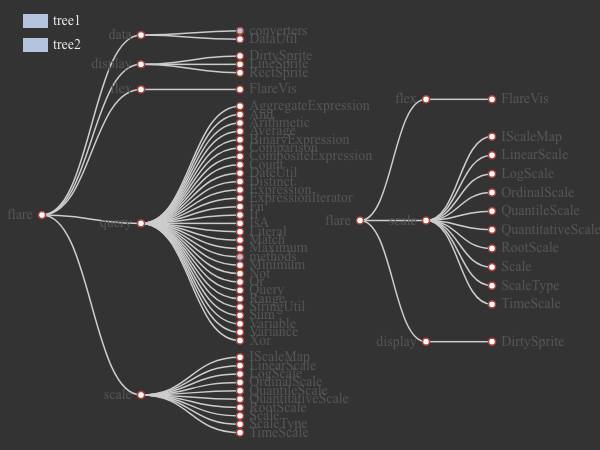 tree1
tree2
flare
data
converters
DataUtil
display
DirtySprite
LineSprite
RectSprite
flex
FlareVis
query
AggregateExpression
And
Arithmetic
Average
BinaryExpression
Comparison
CompositeExpression
Count
DateUtil
Distinct
Expression
ExpressionIterator
Fn
If
IsA
Literal
Match
Maximum
methods
Minimum
Not
Or
Query
Range
StringUtil
Sum
Variable
Variance
Xor
scale
IScaleMap
LinearScale
LogScale
OrdinalScale
QuantileScale
QuantitativeScale
RootScale
Scale
ScaleType
TimeScale
flare
flex
FlareVis
scale
IScaleMap
LinearScale
LogScale
OrdinalScale
QuantileScale
QuantitativeScale
RootScale
Scale
ScaleType
TimeScale
display
DirtySprite